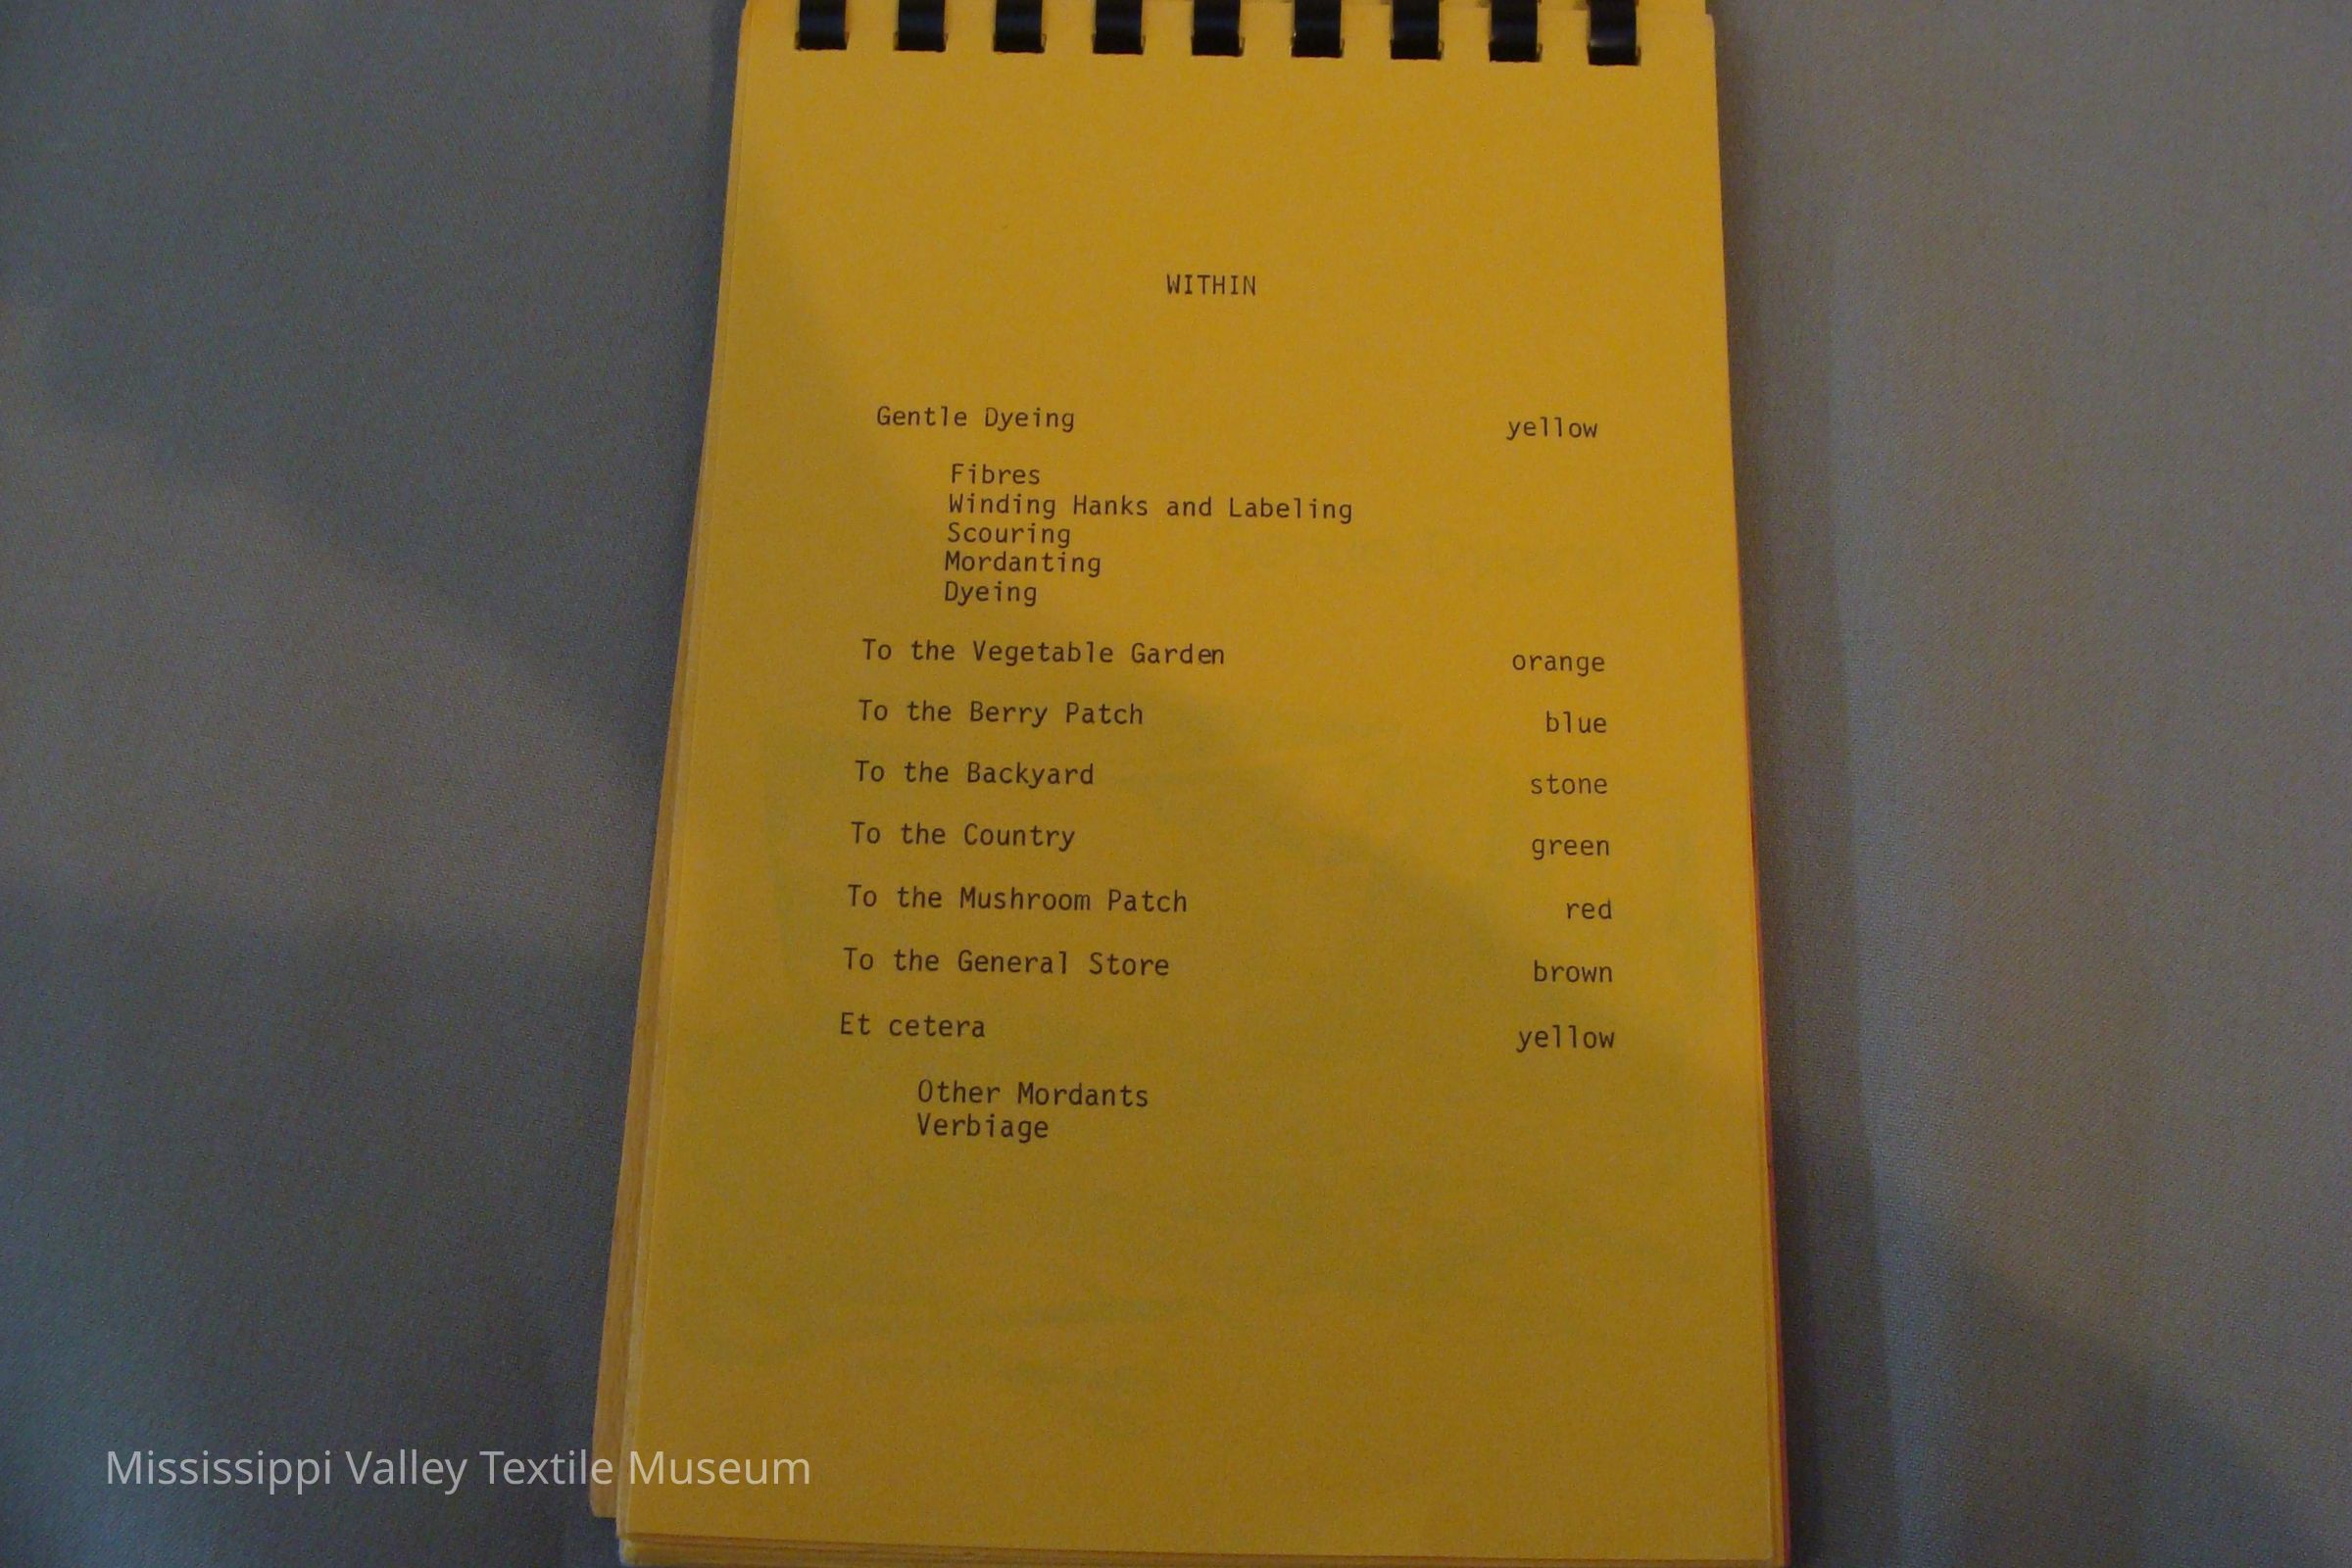 WITHIN
Gentle Dyeing yellow
Fibres
Winding Hanks and Labeling
Scouring
Mordanting
Dyeing
To the Vegetable Garden orange
To the Berry Patch blue
To the Backyard stone
To the Country green
To the Mushroom Patch red
To the General Store brown
Et cetera yellow
Other Mordants
Verbiage
Mississippi Valley Textile Museum